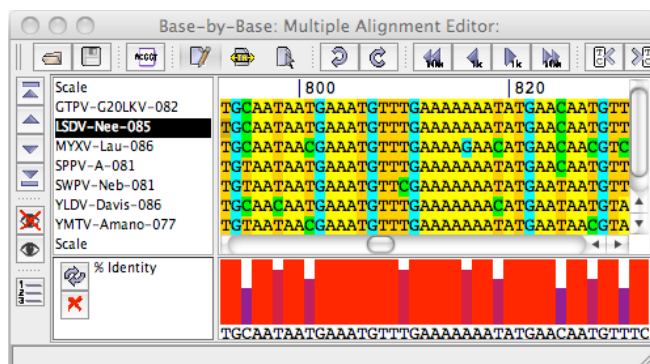 Base-by-Base: Multiple Alignment Editor:
Scale 800 820
GTPV-G20LKV-082 TGCAATAATGAAATGTTTGAAAAAAATATGAACAATGTT
LSDV-Nee-085 TGCAATAATGAAATGTTTGAAAAAAATATGAACAATGTT
MYXV-Lau-086 TGCAATAACGAAATGTTTGAAAAGAACATGAACAACGTC
SPPV-A-081 TGTAATAATGAAATGTTTGAAAAAAATATGAACAATGTT
SWPV-Neb-081 TGTAATAATGAAATGTTCGAAAAAAATATGAATAATGTT
YLDV-Davis-086 TGCAACAATGAAATGTTTGAAAAAAACATGAATAATGTA
YMTV-Amano-077 TGTAATAACGAAATGTTTGAAAAAAATATGAATAACGTA
Scale
% Identity
TGCAATAATGAAATGTTTGAAAAAAATATGAACAATGTTTC